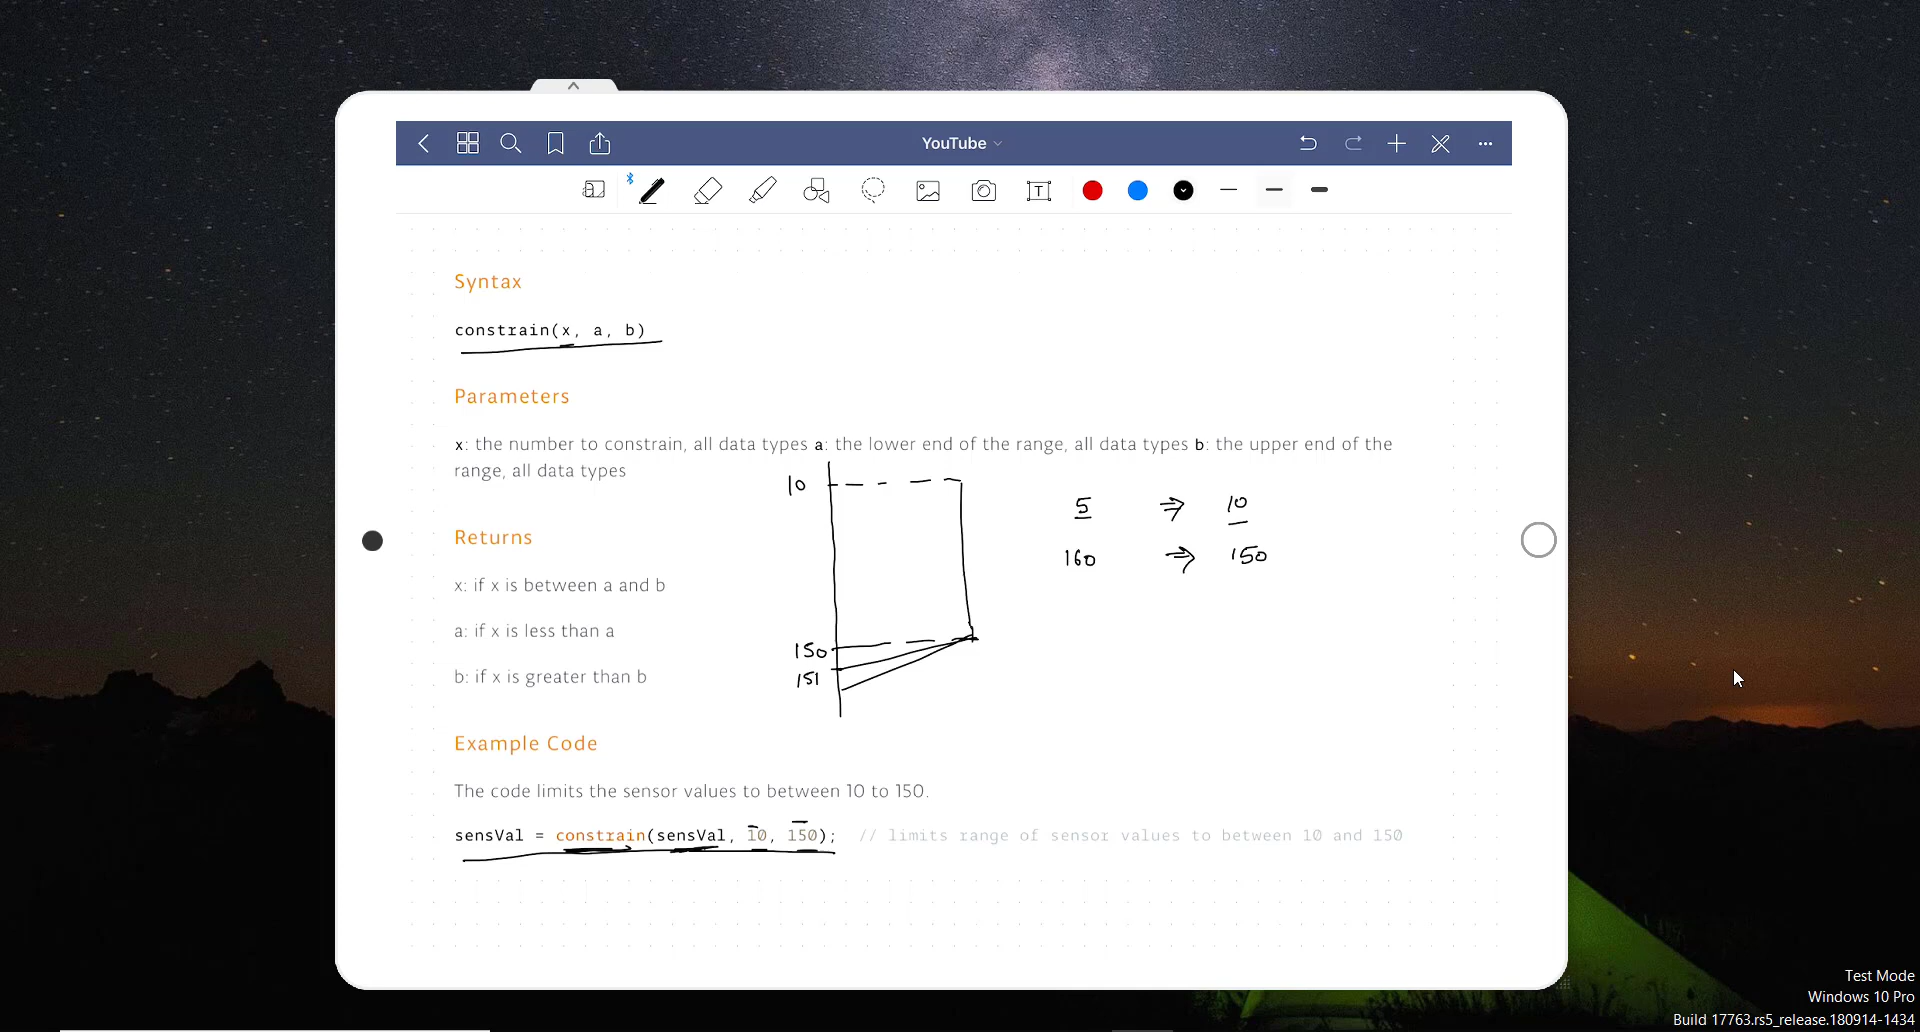 YouTube
T
Syntax
constrain(x, a, b)
Parameters
x: the number to constrain, all data types a: the lower end of the range, all data types b: the upper end of the
range, all data types
10
5 ⇒ 10
160 ⇒ 150
Returns
x: if x is between a and b
a: if x is less than a
150
151
b: if x is greater than b
Example Code
The code limits the sensor values to between 10 to 150.
sensVal = constrain(sensVal, 10, 150); // limits range of sensor values to between 10 and 150
Test Mode
Windows 10 Pro
Build 17763.rs5_release.180914-1434